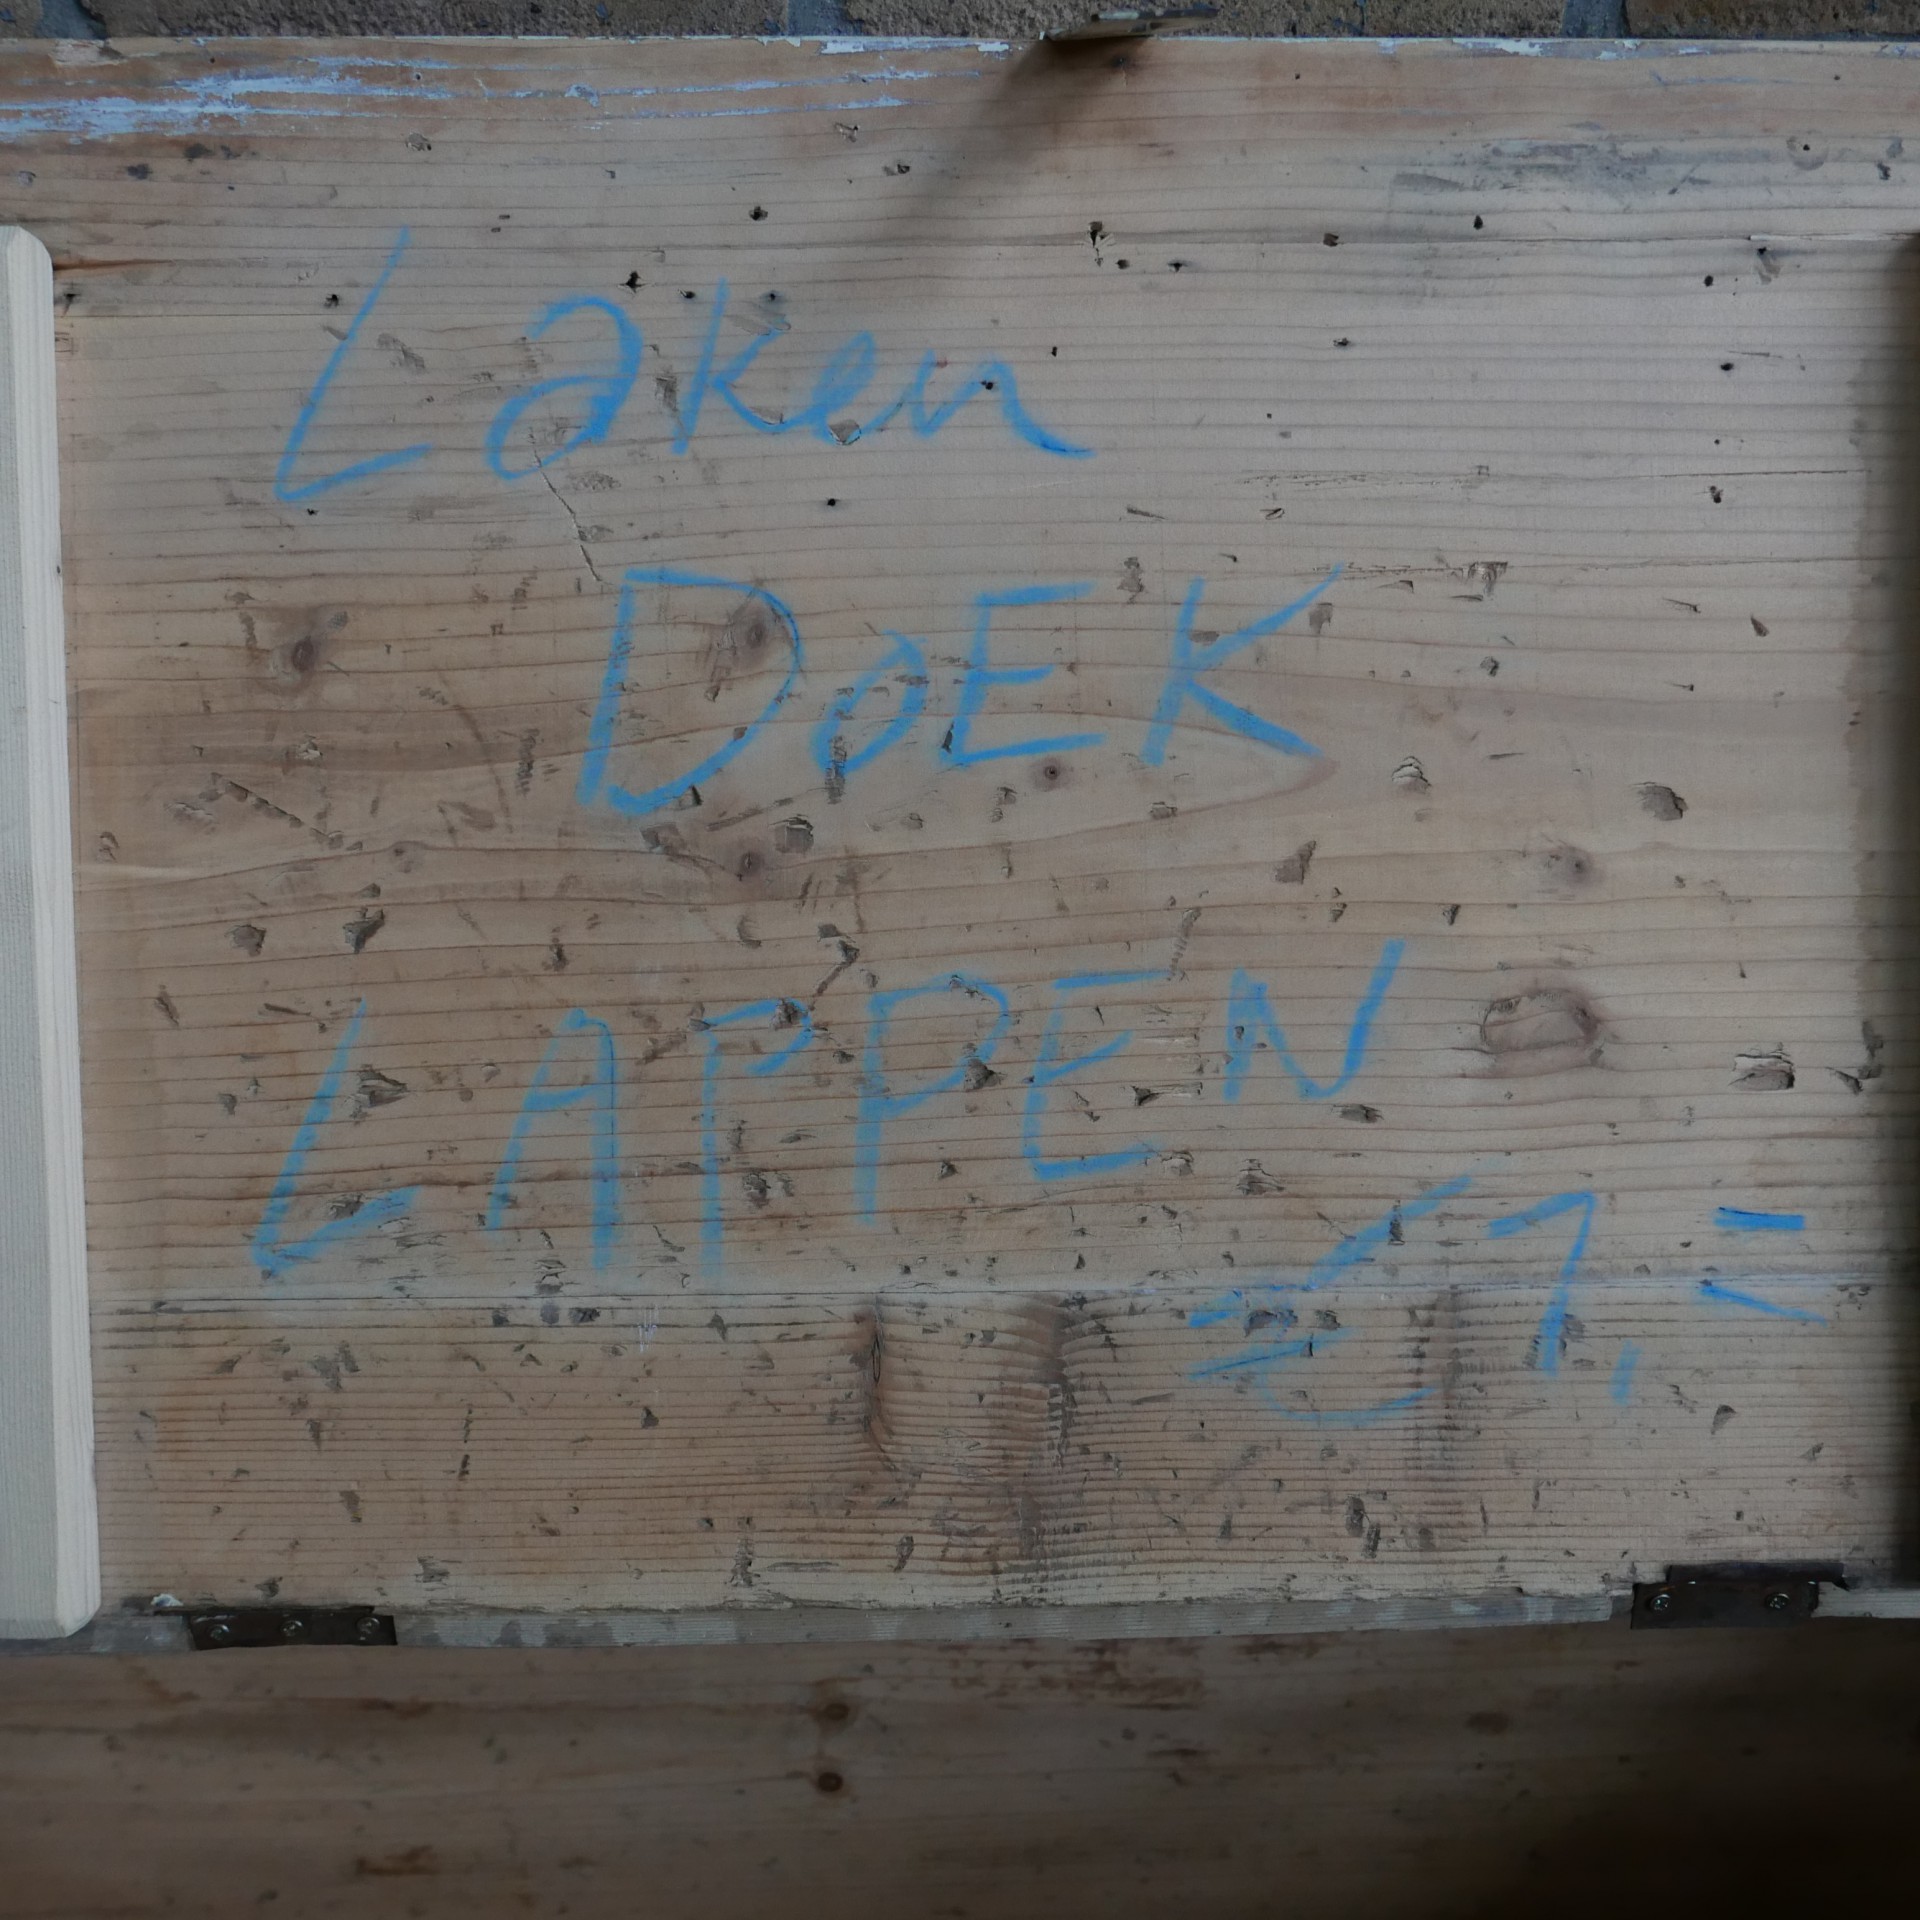 Laken
DOEK
LAPPEN
€1,=